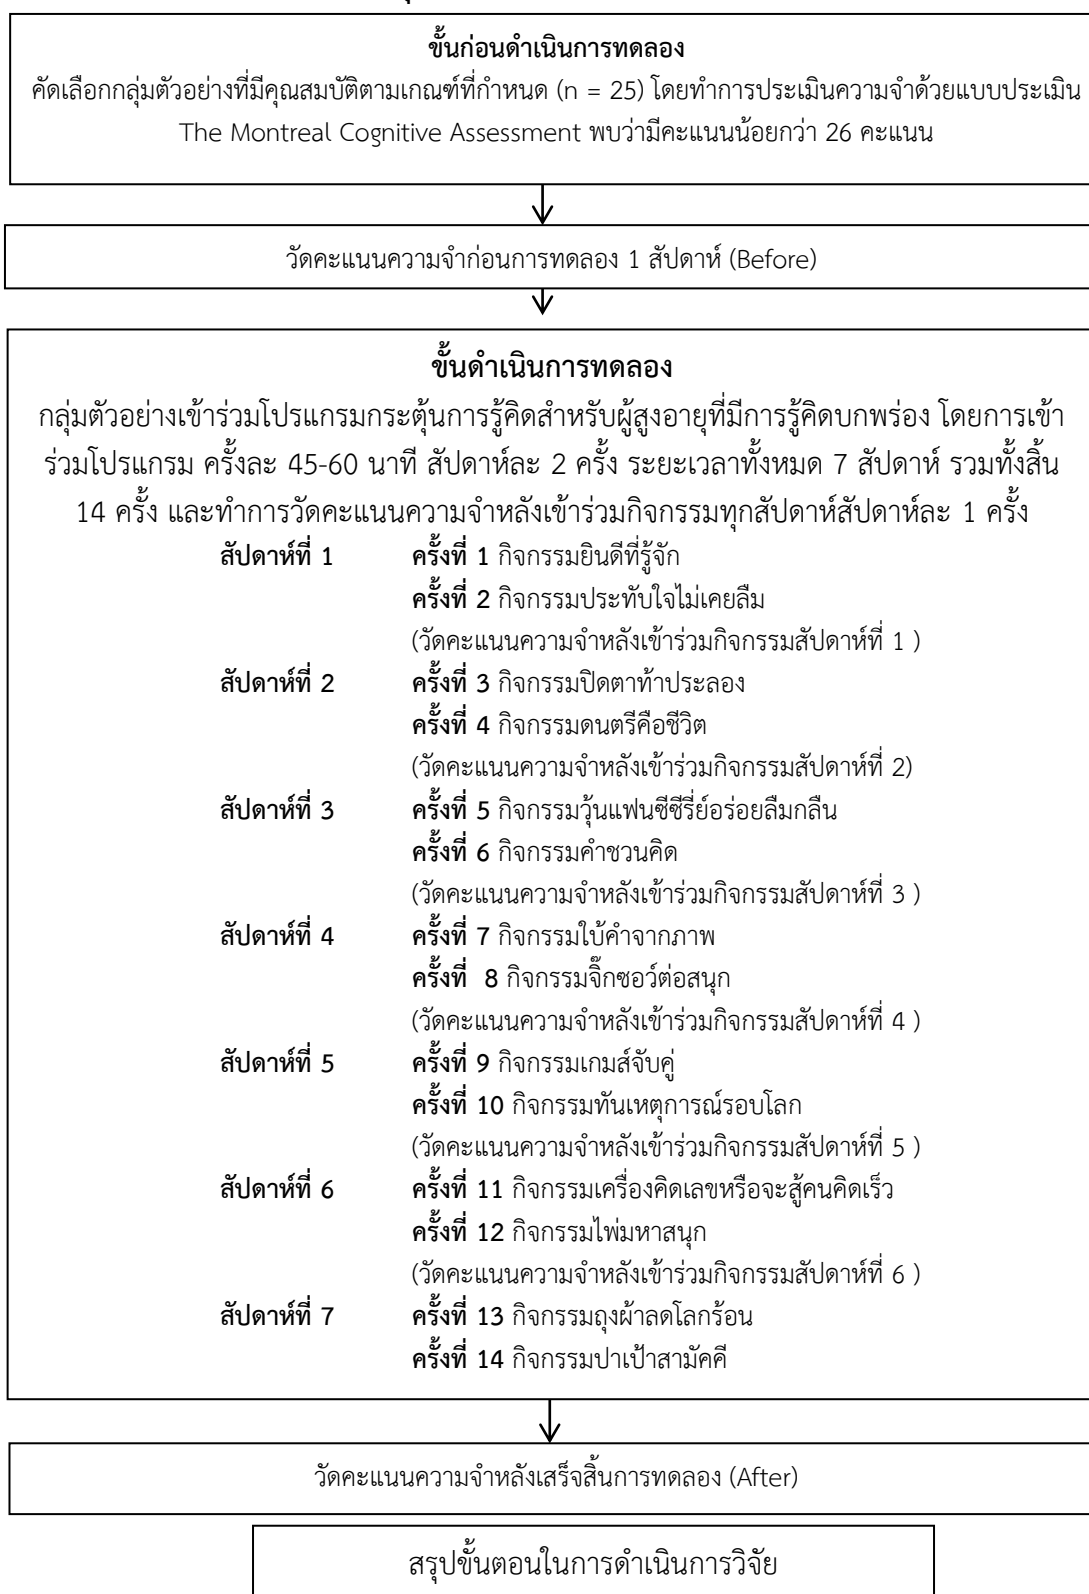 ขั้นก่อนดำเนินการทดลอง
คัดเลือกกลุ่มตัวอย่างที่มีคุณสมบัติตามเกณฑ์ที่กำหนด (n = 25) โดยทำการประเมินความจำด้วยแบบประเมิน
The Montreal Cognitive Assessment พบว่ามีคะแนนน้อยกว่า 26 คะแนน
วัดคะแนนความจำก่อนการทดลอง 1 สัปดาห์ (Before)
ขั้นดำเนินการทดลอง
กลุ่มตัวอย่างเข้าร่วมโปรแกรมกระตุ้นการรู้คิดสำหรับผู้สูงอายุที่มีการรู้คิดบกพร่อง โดยการเข้า
ร่วมโปรแกรม ครั้งละ 45-60 นาที สัปดาห์ละ 2 ครั้ง ระยะเวลาทั้งหมด 7 สัปดาห์ รวมทั้งสิ้น
14 ครั้ง และทำการวัดคะแนนความจำหลังเข้าร่วมกิจกรรมทุกสัปดาห์สัปดาห์ละ 1 ครั้ง
สัปดาห์ที่ 1 ครั้งที่ 1 กิจกรรมยินดีที่รู้จัก
ครั้งที่ 2 กิจกรรมประทับใจไม่เคยลืม
(วัดคะแนนความจำหลังเข้าร่วมกิจกรรมสัปดาห์ที่ 1 )
สัปดาห์ที่ 2 ครั้งที่ 3 กิจกรรมปิดตาท้าประลอง
ครั้งที่ 4 กิจกรรมดนตรีคือชีวิต
(วัดคะแนนความจำหลังเข้าร่วมกิจกรรมสัปดาห์ที่ 2)
สัปดาห์ที่ 3 ครั้งที่ 5 กิจกรรมวุ้นแฟนซีซีรี่ย์อร่อยลืมกลืน
ครั้งที่ 6 กิจกรรมคำชวนคิด
(วัดคะแนนความจำหลังเข้าร่วมกิจกรรมสัปดาห์ที่ 3 )
สัปดาห์ที่ 4 ครั้งที่ 7 กิจกรรมใบ้คำจากภาพ
ครั้งที่ 8 กิจกรรมจิ๊กซอว์ต่อสนุก
(วัดคะแนนความจำหลังเข้าร่วมกิจกรรมสัปดาห์ที่ 4 )
สัปดาห์ที่ 5 ครั้งที่ 9 กิจกรรมเกมส์จับคู่
ครั้งที่ 10 กิจกรรมทันเหตุการณ์รอบโลก
(วัดคะแนนความจำหลังเข้าร่วมกิจกรรมสัปดาห์ที่ 5 )
สัปดาห์ที่ 6 ครั้งที่ 11 กิจกรรมเครื่องคิดเลขหรือจะสู้คนคิดเร็ว
ครั้งที่ 12 กิจกรรมไพ่มหาสนุก
(วัดคะแนนความจำหลังเข้าร่วมกิจกรรมสัปดาห์ที่ 6 )
สัปดาห์ที่ 7 ครั้งที่ 13 กิจกรรมถุงผ้าลดโลกร้อน
ครั้งที่ 14 กิจกรรมปาเป้าสามัคคี
วัดคะแนนความจำหลังเสร็จสิ้นการทดลอง (After)
สรุปขั้นตอนในการดำเนินการวิจัย